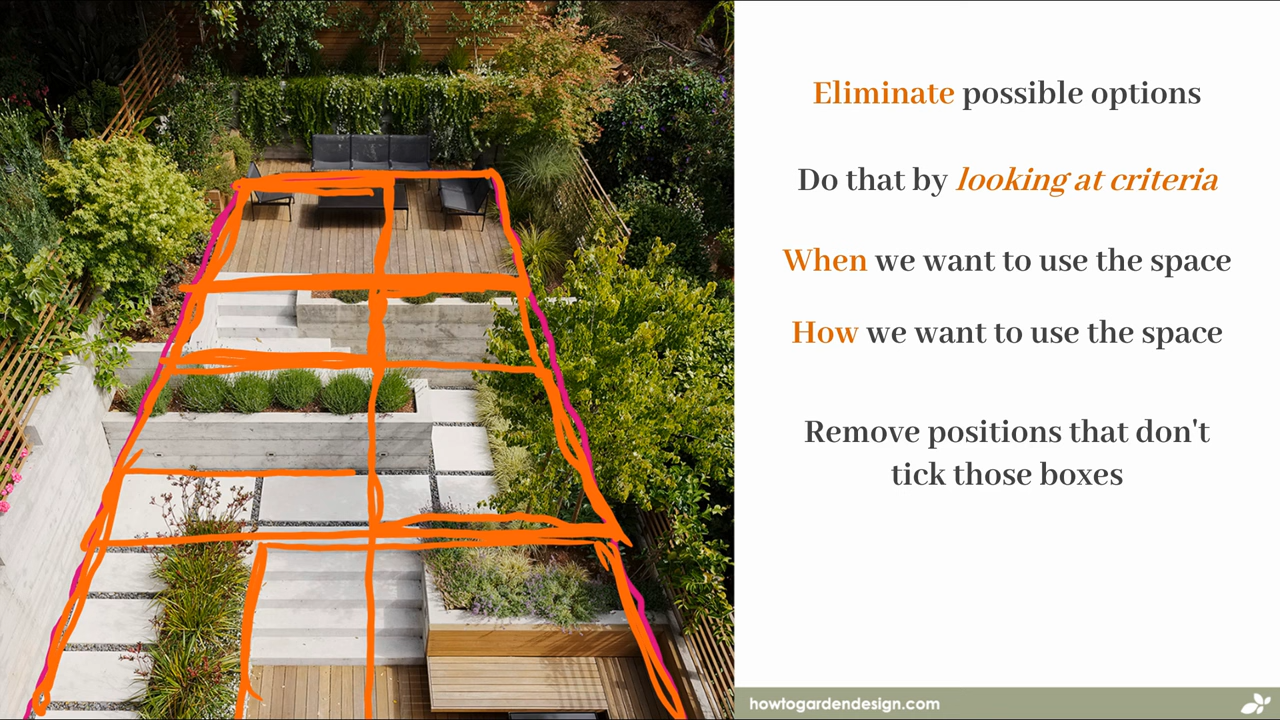 Eliminate possible options
Do that by looking at criteria
When we want to use the space
How we want to use the space
Remove positions that don't
tick those boxes
howtogardendesign.com